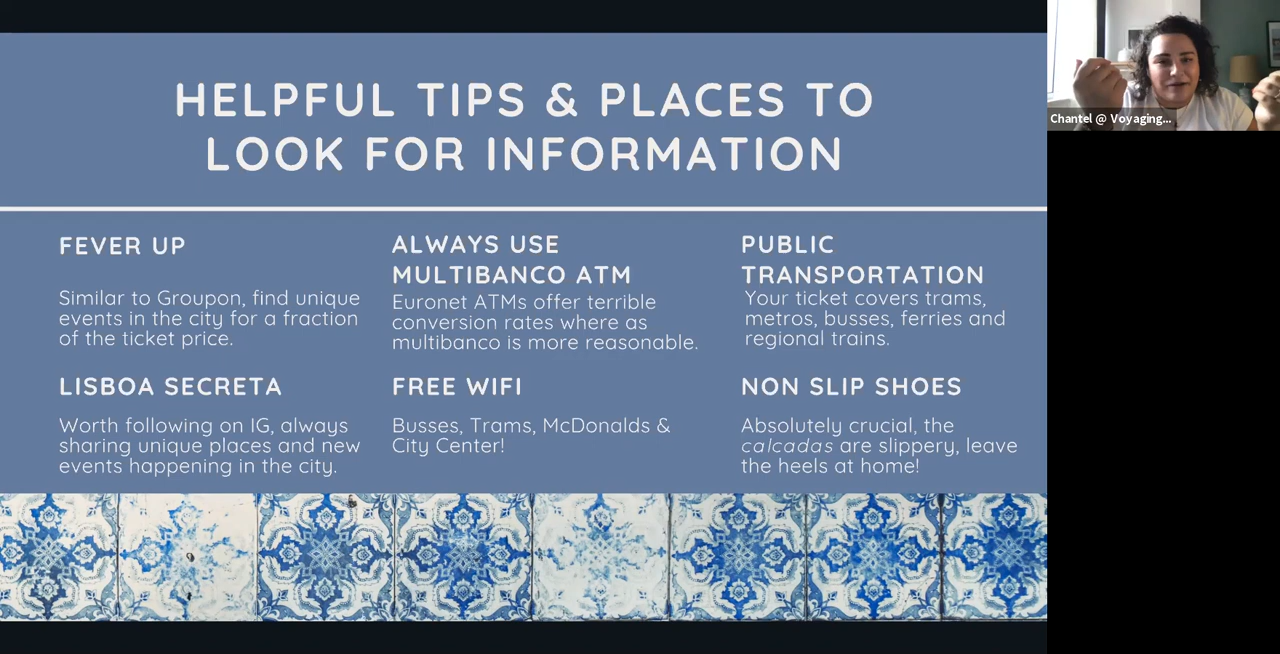 HELPFUL TIPS & PLACES TO
LOOK FOR INFORMATION
FEVER UP
Similar to Groupon, find unique
events in the city for a fraction
of the ticket price.
ALWAYS USE
MULTIBANCO ATM
Euronet ATMs offer terrible
conversion rates where as
multibanco is more reasonable.
PUBLIC
TRANSPORTATION
Your ticket covers trams,
metros, busses, ferries and
regional trains.
LISBOA SECRETA
Worth following on IG, always
sharing unique places and new
events happening in the city.
FREE WIFI
Busses, Trams, McDonalds &
City Center!
NON SLIP SHOES
Absolutely crucial, the
calcadas are slippery, leave
the heels at home!
Chantel @ Voyaging...